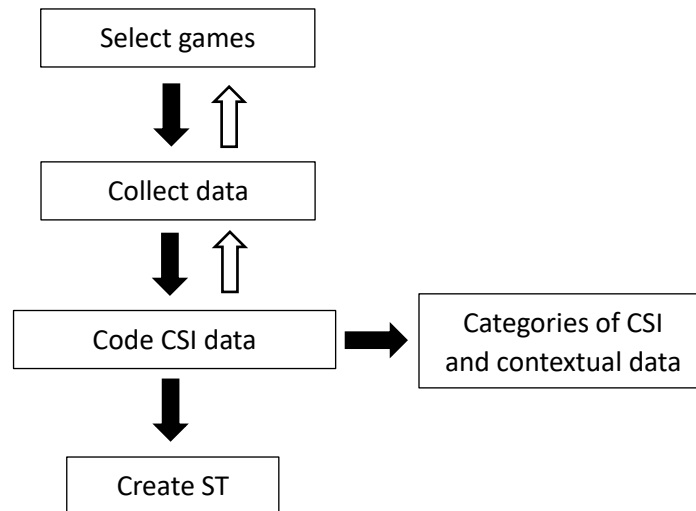 Select games
Collect data
Code CSI data
Categories of CSI
and contextual data
Create ST